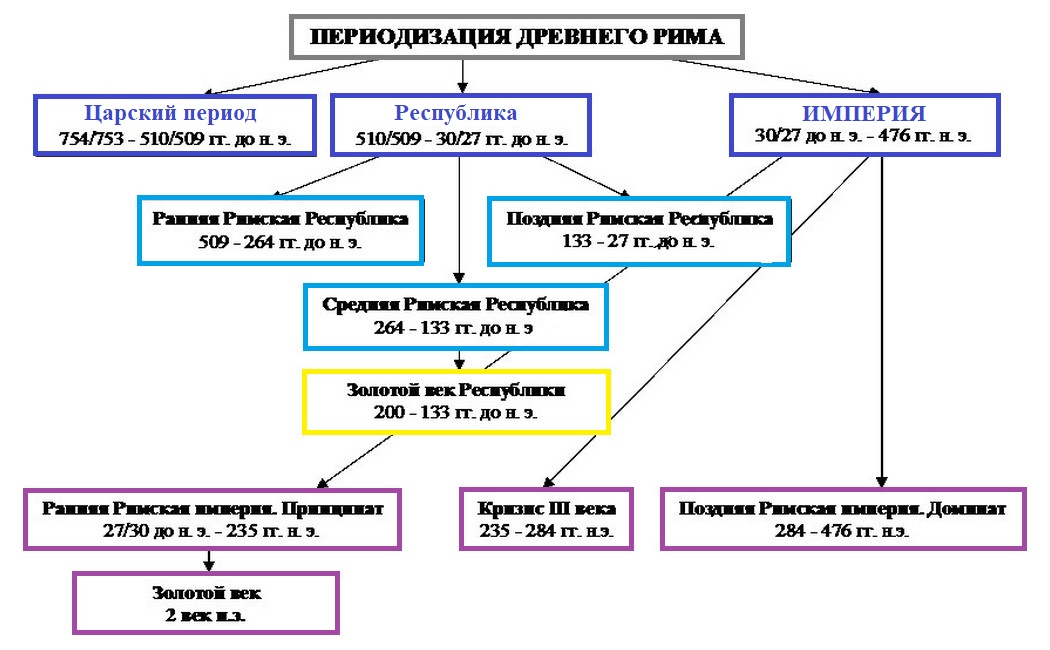 ПЕРИОДИЗАЦИЯ ДРЕВНЕГО РИМА
Царский период
754/753 - 510/509 гг. до н. э.
Республика
510/509 - 30/27 гг. до н. э.
ИМПЕРИЯ
30/27 до н. э. - 476 гг. н. э.
Ранняя Римская Республика
509 - 264 гг. до н. э.
Поздняя Римская Республика
133 - 27 гг. до н. э.
Средняя Римская Республика
264 - 133 гг. до н. э
Золотой век Республики
200 - 133 гг. до н. э.
Ранняя Римская империя. Принципат
27/30 до н. э. - 235 гг. н. э.
Кризис III века
235 - 284 гг. н.э.
Поздняя Римская империя. Доминат
284 - 476 гг. н.э.
Золотой век
2 век н.э.